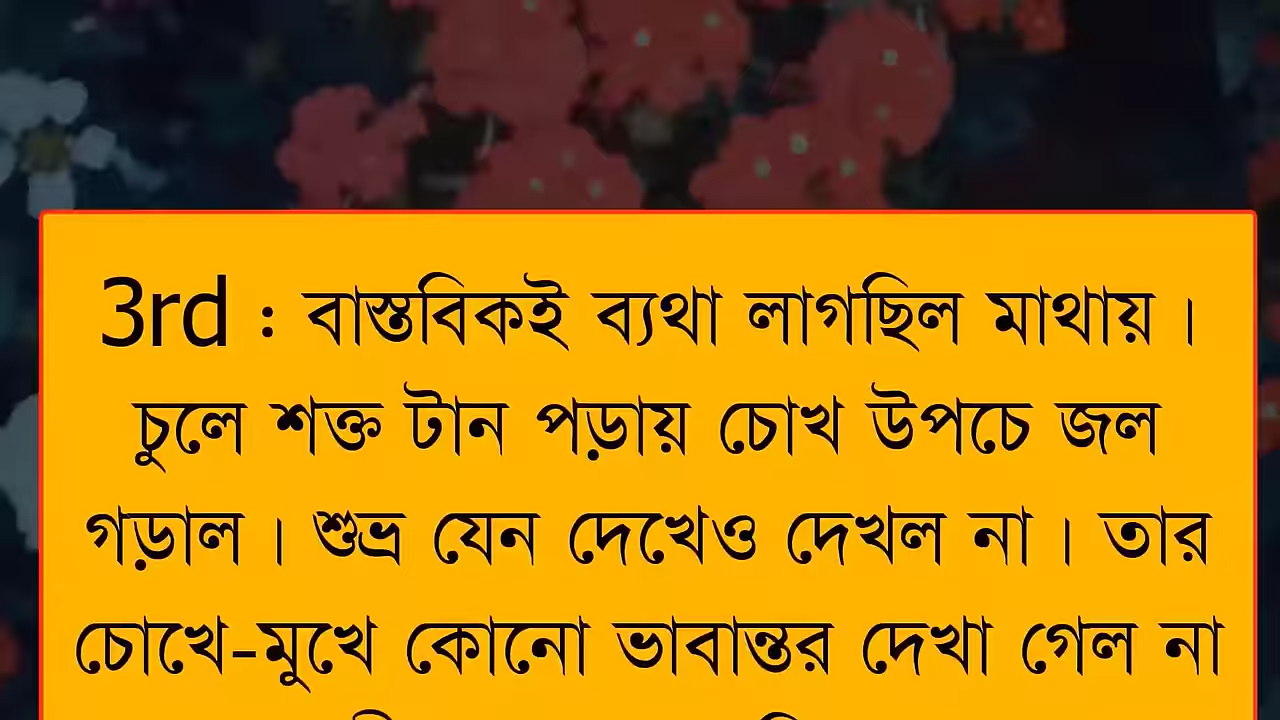 3rd : বাস্তবিকই ব্যথা লাগছিল মাথায় ।
চুলে শক্ত টান পড়ায় চোখ উপচে জল
গড়াল । শুভ্র যেন দেখেও দেখল না । তার
চোখে-মুখে কোনো ভাবান্তর দেখা গেল না